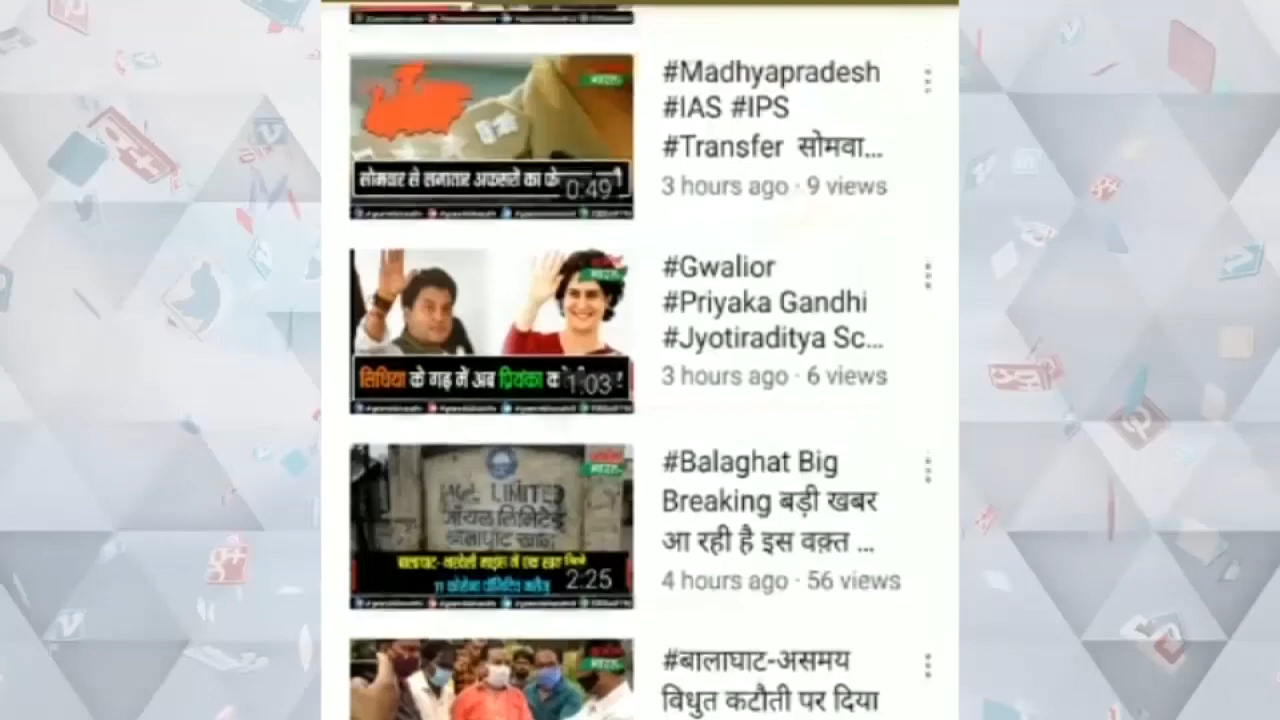 #Madhyapradesh
#IAS #IPS
#Transfer सोमवा...
3 hours ago · 9 views
सोमवार से लगातार अफसरों का
0:49
#Gwalior
#Priyaka Gandhi
#Jyotiraditya Sc...
3 hours ago · 6 views
सिंधिया के गढ़ में अब प्रियंका
1:03
#Balaghat Big
Breaking बड़ी खबर
आ रही है इस वक़्त ...
4 hours ago · 56 views
LIMITED
मॉयल लिमिटेड
बालाघाट खान
2:25
#बालाघाट-असमय
विधुत कटौती पर दिया